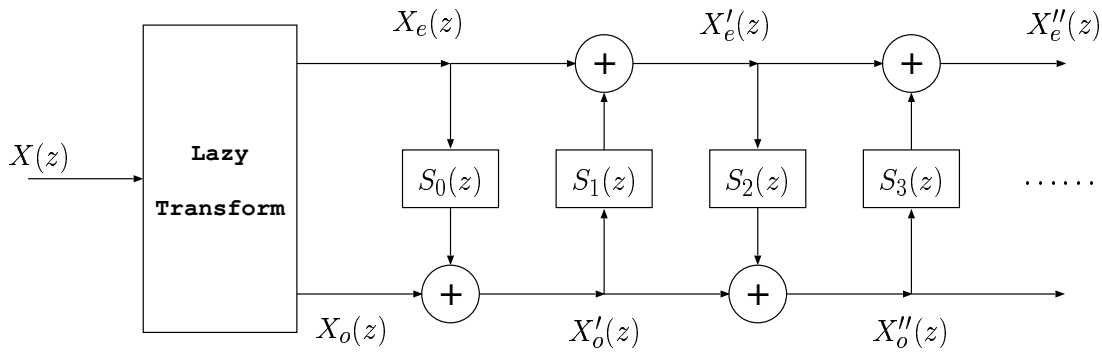 X_e(z) X'_e(z) X''_e(z)
X(z)
Lazy
Transform
S_0(z) S_1(z) S_2(z) S_3(z) ......
+ + + +
X_o(z) X'_o(z) X''_o(z)